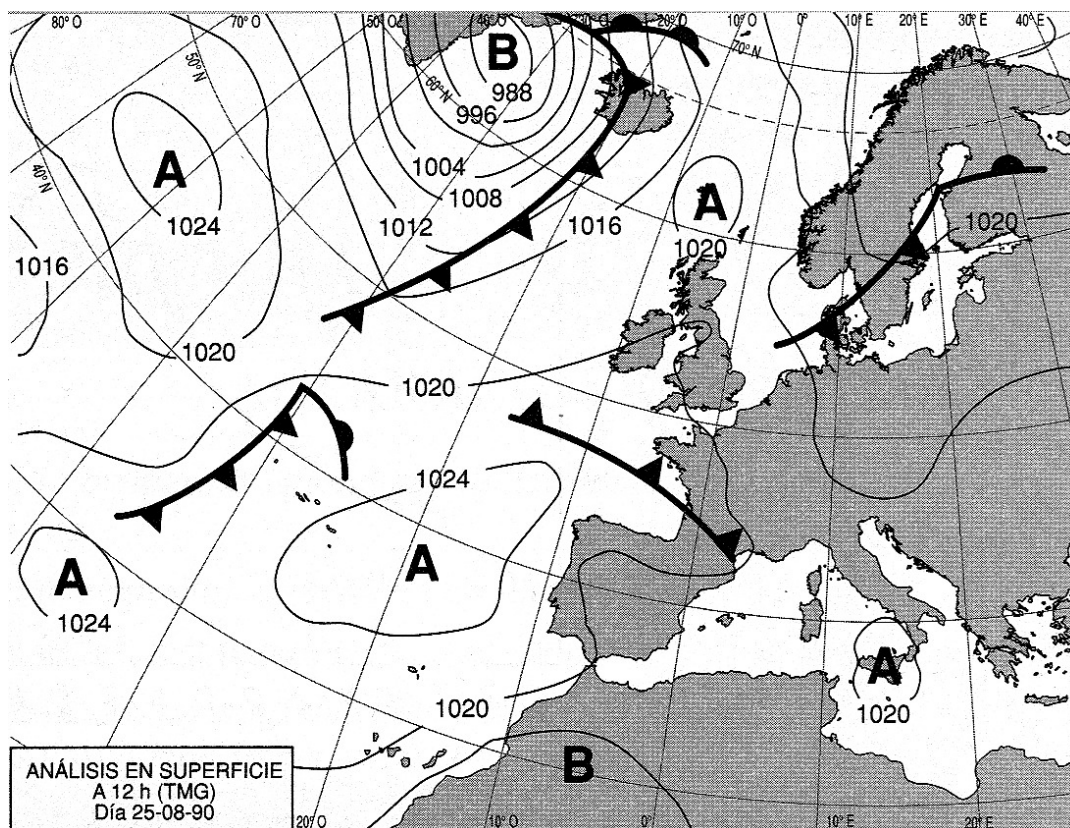 80° O 70° O 50° O 40° O 20° O 10° O 0° 10° E 20° E 30° E 40° E
50° N
B
70° N
60° N
988
996
40° N
A
1024
1004
1008
1012
1016
A
1020
1020
1016
1020
1020
1024
A
1024
A
A
1020
1020
B
ANÁLISIS EN SUPERFICIE
A 12 h (TMG)
Día 25-08-90
20° O 10° O 0° 10° E 20° E